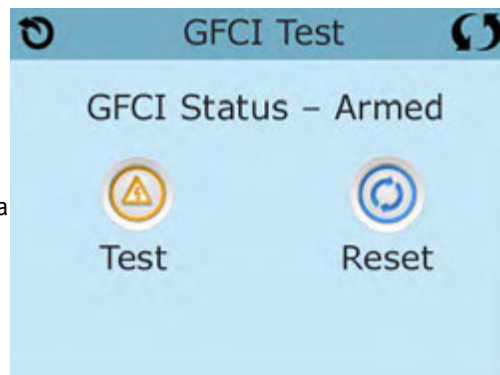 GFCI Test
GFCI Status – Armed
a
Test
Reset